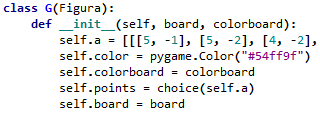 class G(Figura):
    def __init__(self, board, colorboard):
        self.a = [[[5, -1], [5, -2], [4, -2],
        self.color = pygame.Color("#54ff9f")
        self.colorboard = colorboard
        self.points = choice(self.a)
        self.board = board